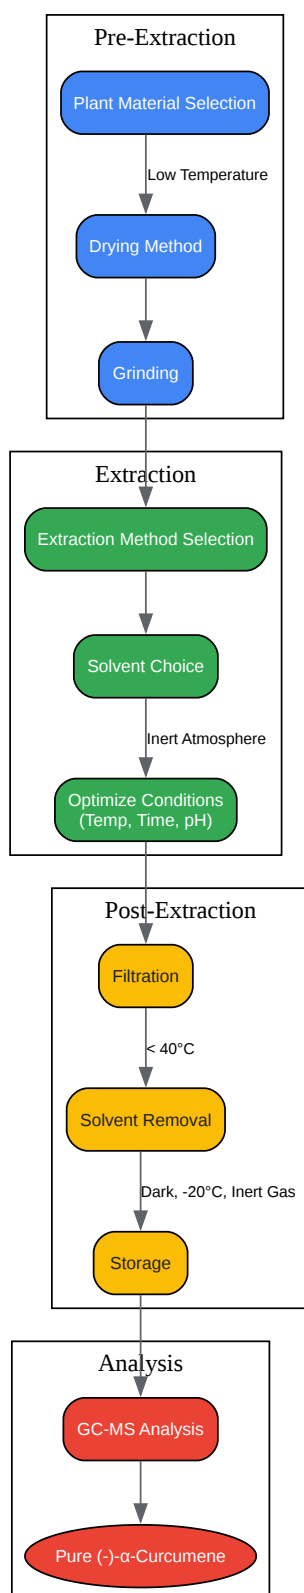 Pre-Extraction
Plant Material Selection
Low Temperature
Drying Method
Grinding
Extraction
Extraction Method Selection
Solvent Choice
Inert Atmosphere
Optimize Conditions
(Temp, Time, pH)
Post-Extraction
Filtration
< 40°C
Solvent Removal
Dark, -20°C, Inert Gas
Storage
Analysis
GC-MS Analysis
Pure (-)-α-Curcumene